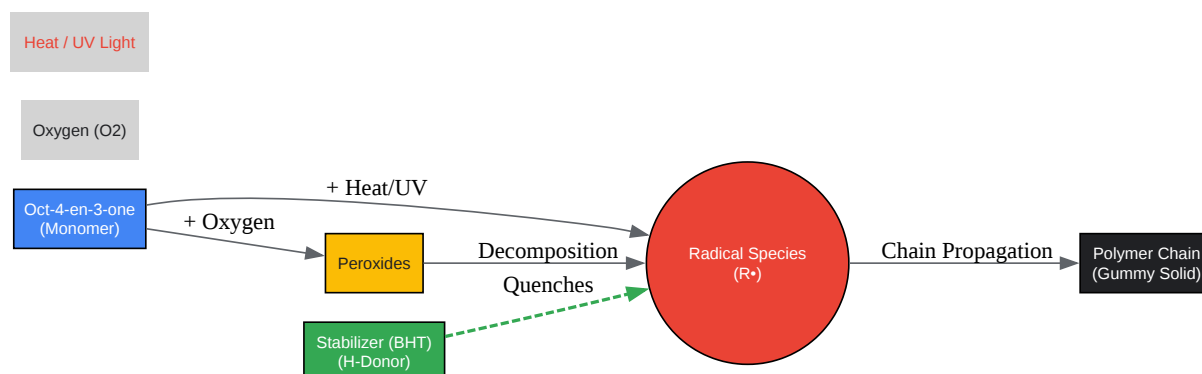 Heat / UV Light
Oxygen (O2)
Oct-4-en-3-one
(Monomer)
+ Heat/UV
+ Oxygen
Peroxides
Decomposition
Quenches
Stabilizer (BHT)
(H-Donor)
Radical Species
(R•)
Chain Propagation
Polymer Chain
(Gummy Solid)